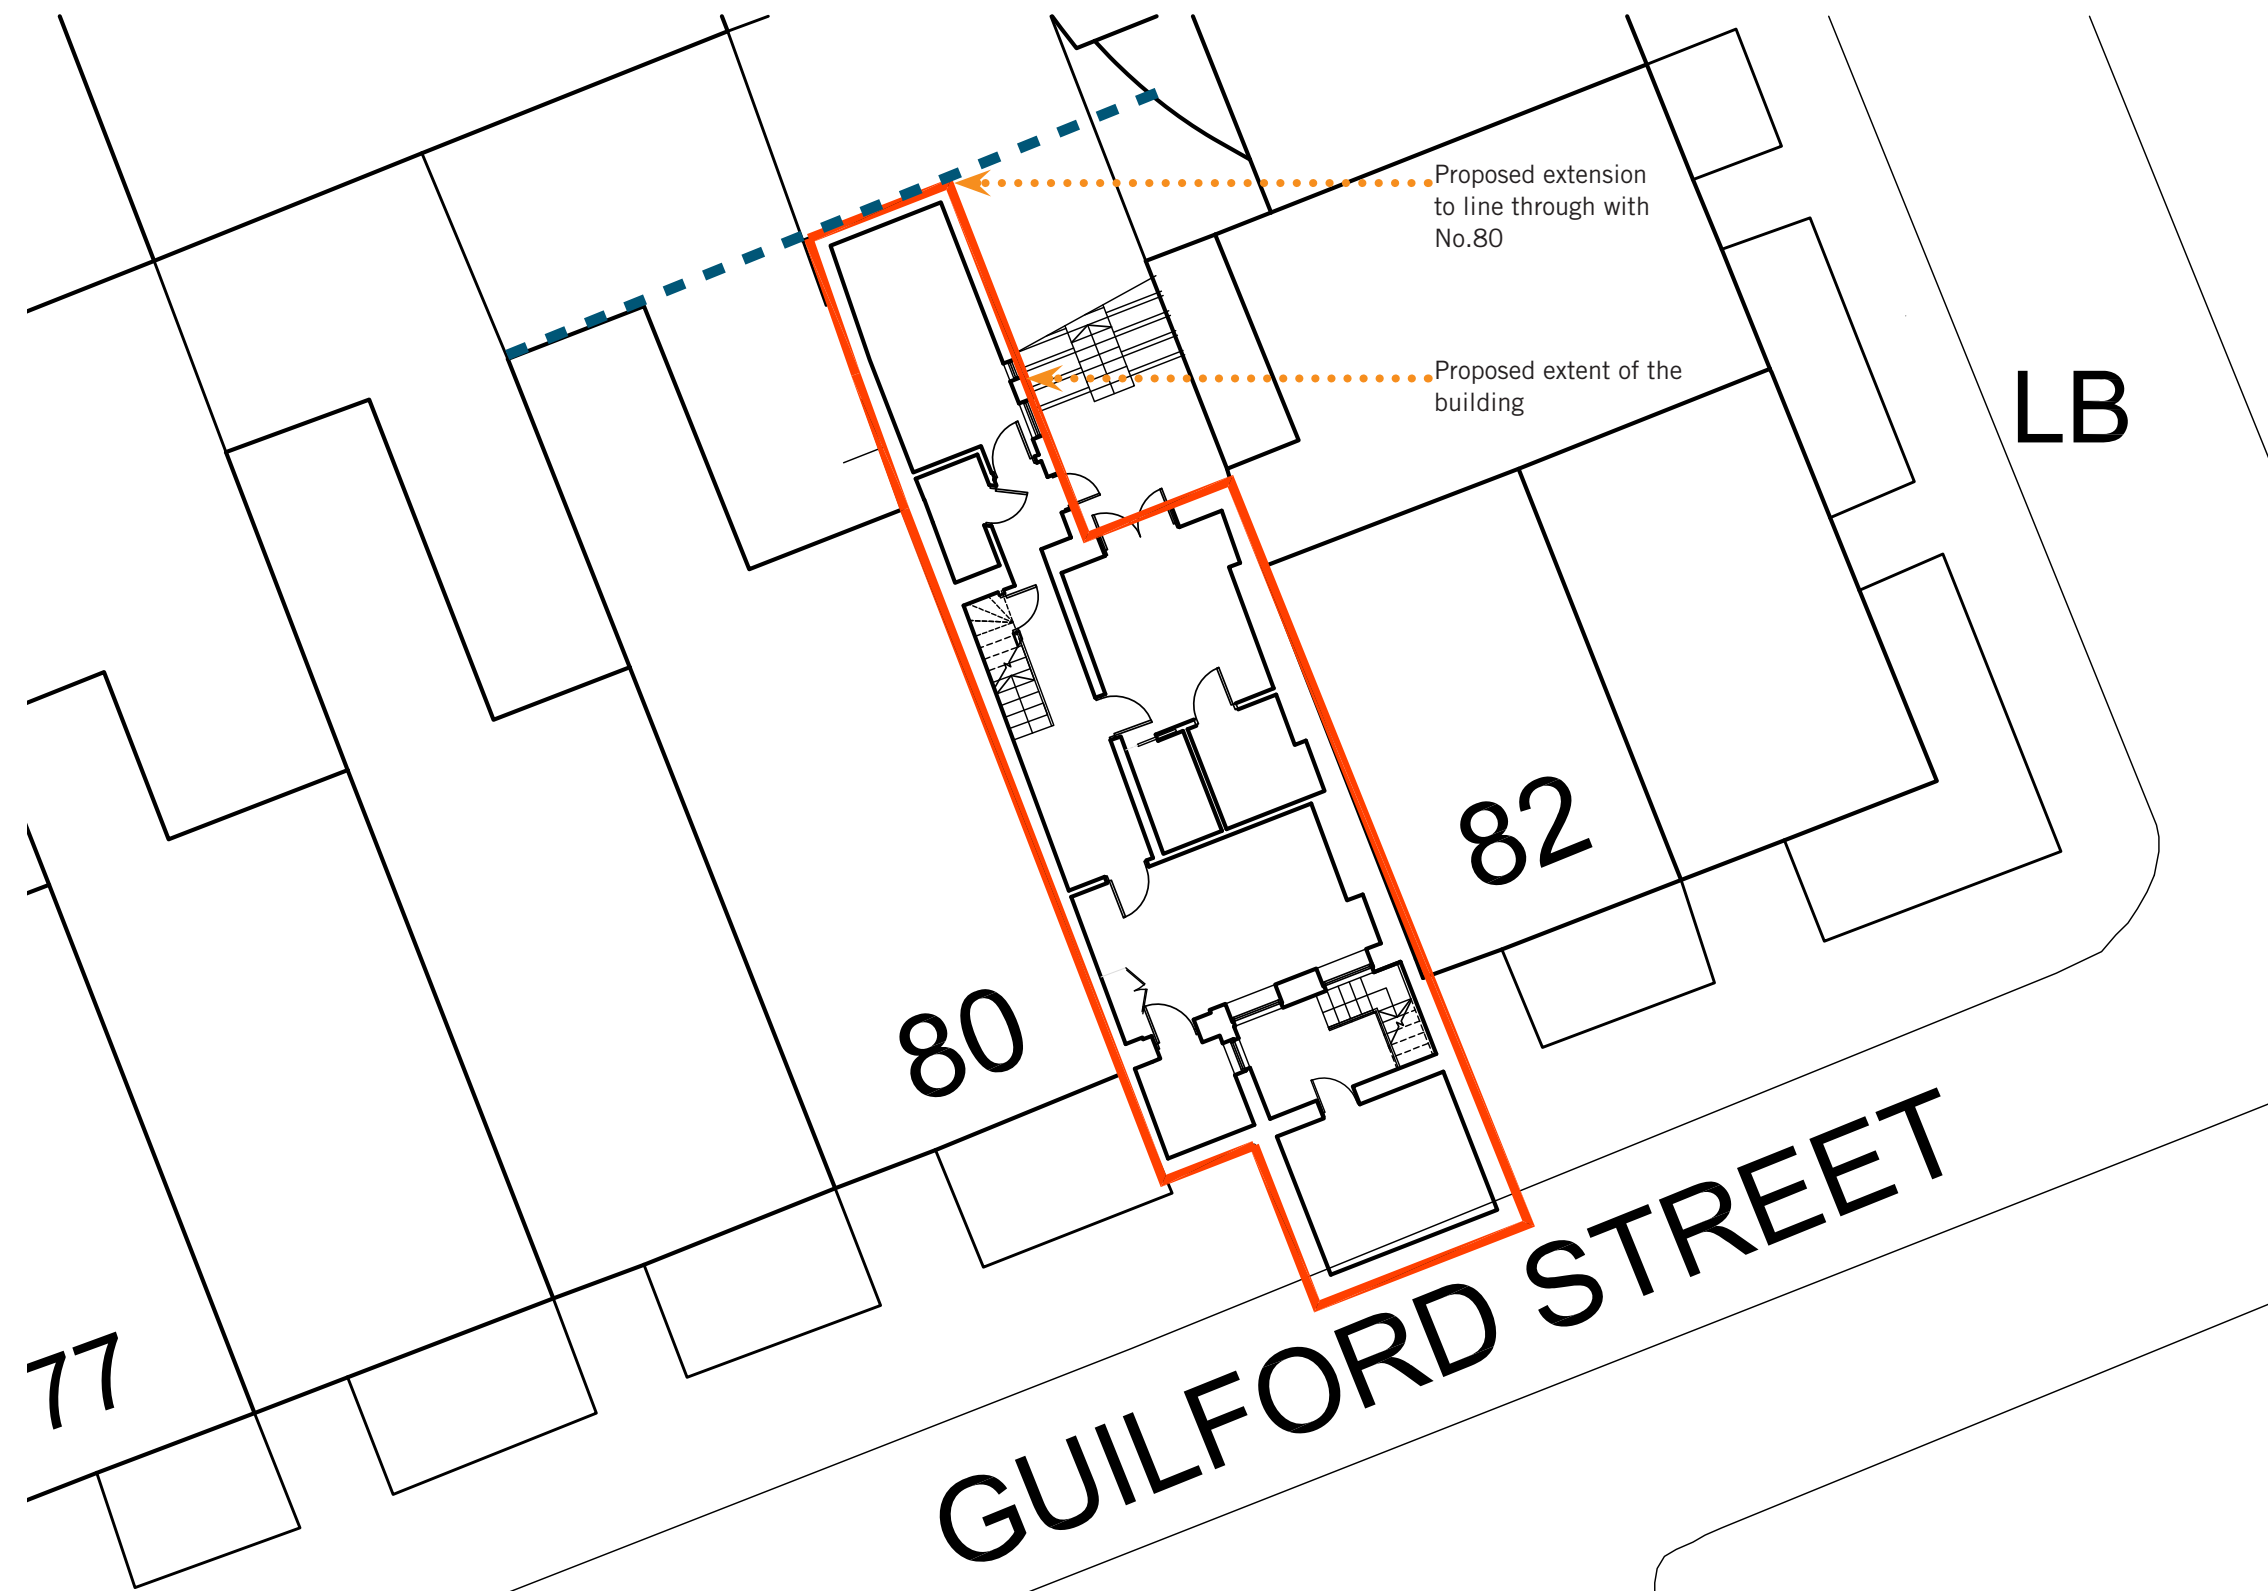 Proposed extension
to line through with
No.80
Proposed extent of the
building
LB
82
80
77
GUILFORD STREET